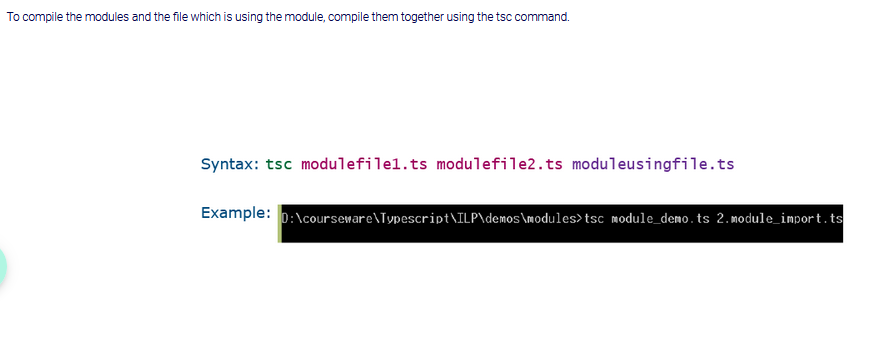 To compile the modules and the file which is using the module, compile them together using the tsc command.
Syntax: tsc modulefile1.ts modulefile2.ts moduleusingfile.ts
Example: D:\courseware\Typescript\ILP\demos\modules>tsc module_demo.ts 2.module_import.ts